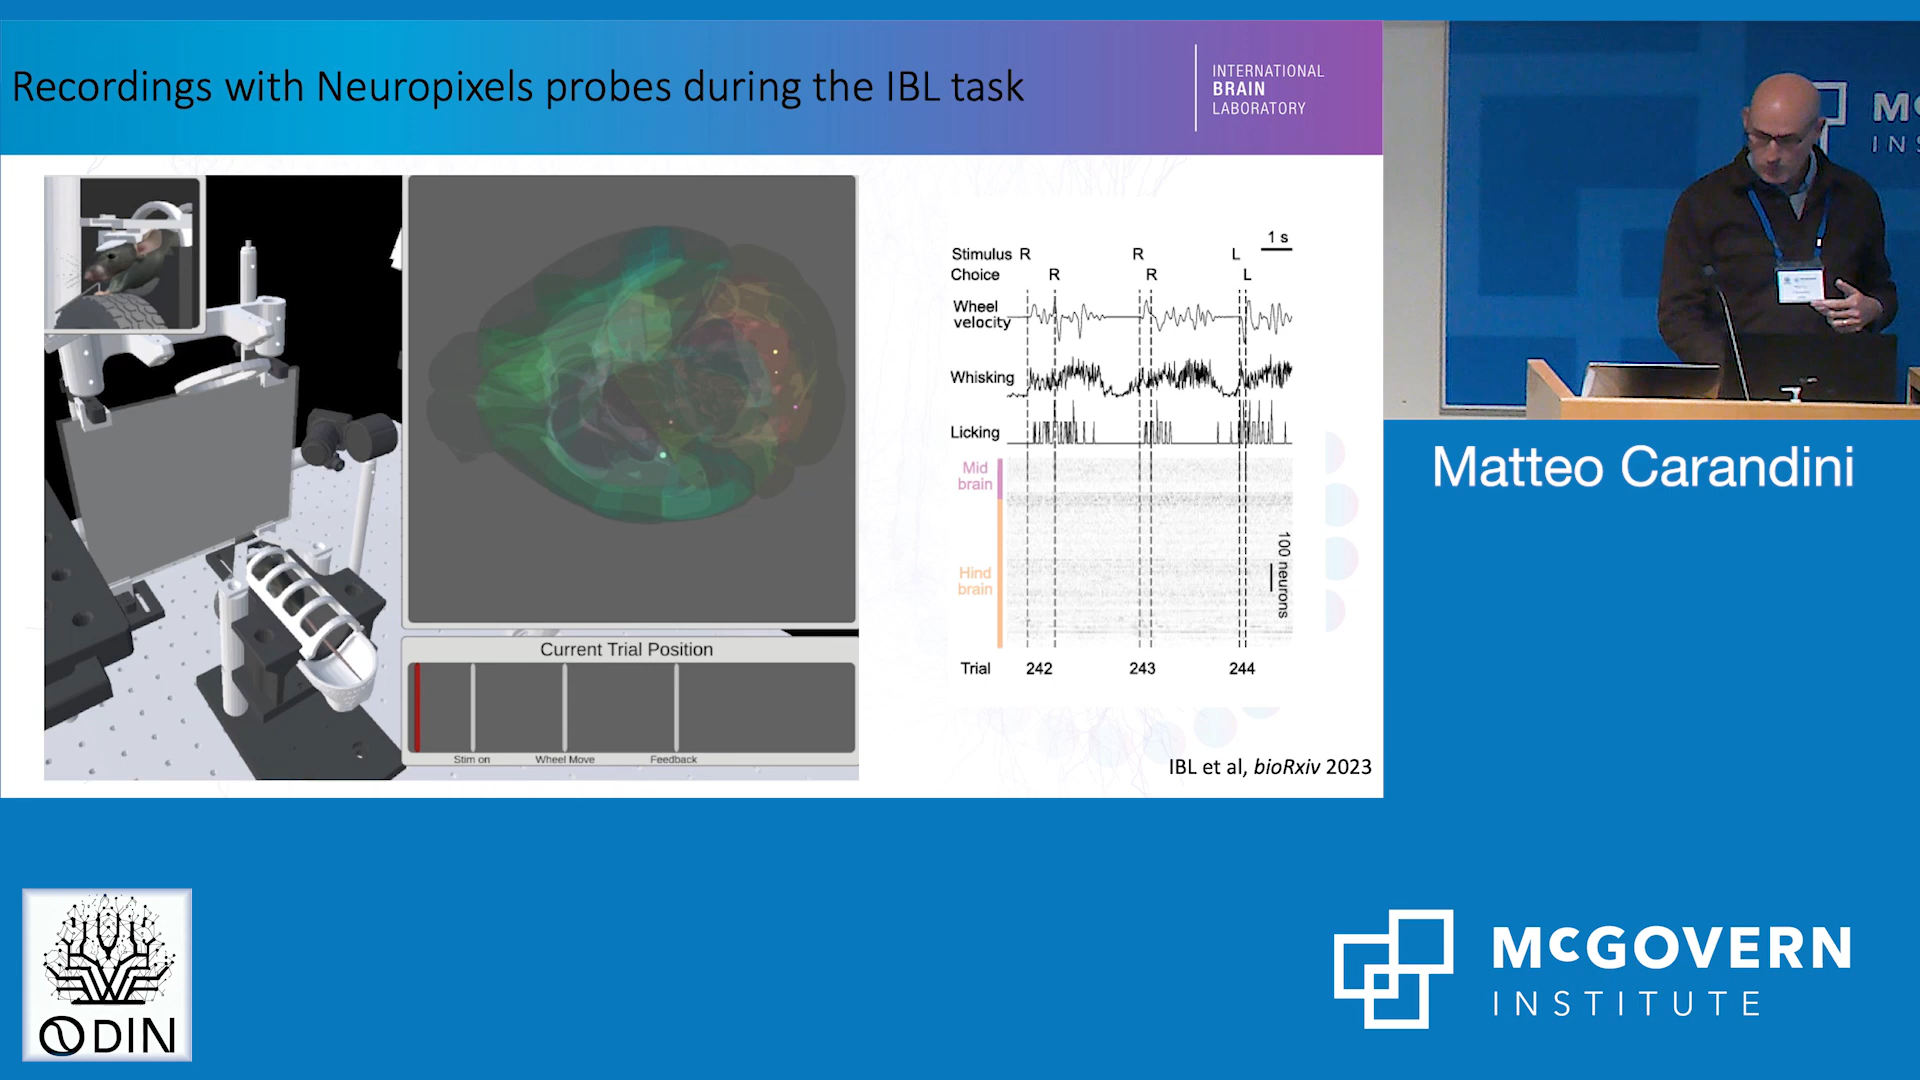 Recordings with Neuropixels probes during the IBL task
INTERNATIONAL
BRAIN
LABORATORY
Stimulus R R L
Choice R R L
1 s
Wheel
velocity
Whisking
Licking
Mid
brain
Hind
brain
100 neurons
Trial 242 243 244
Current Trial Position
Stim on Wheel Move Feedback
IBL et al, bioRxiv 2023
Matteo Carandini
ODIN
McGOVERN
INSTITUTE